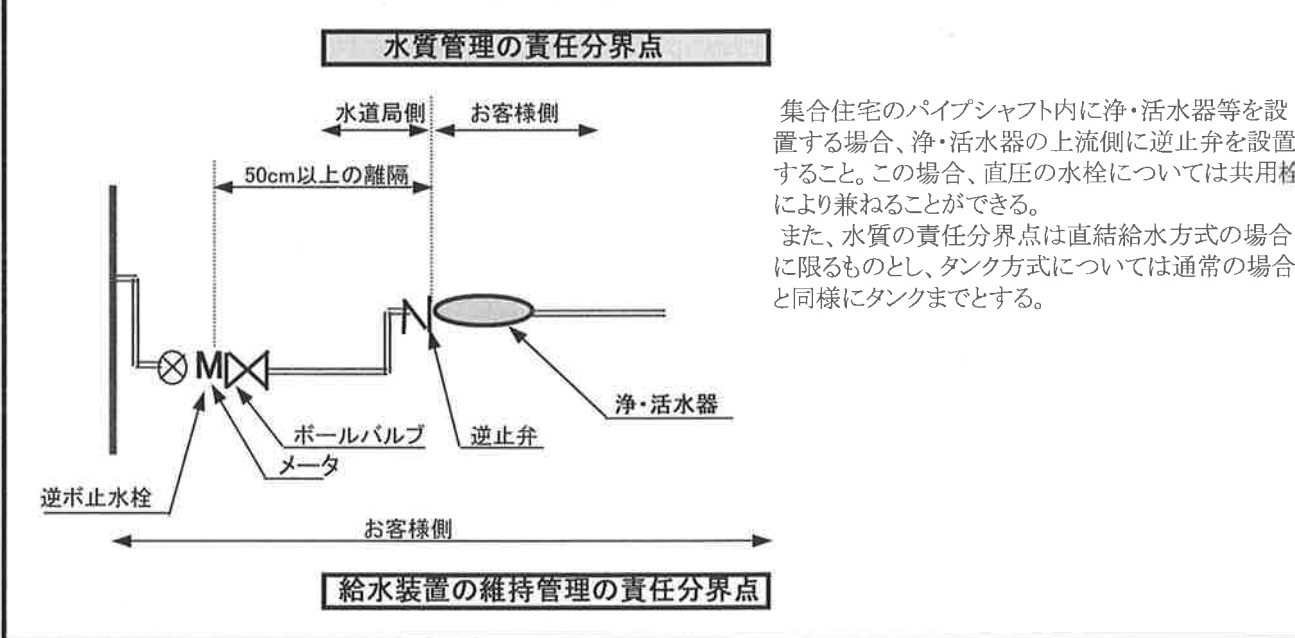 水質管理の責任分界点
水道局側
お客様側
50cm以上の離隔
集合住宅のパイプシャフト内に浄・活水器等を設
置する場合、浄・活水器の上流側に逆止弁を設置
すること。この場合、直圧の水栓については共用栓
により兼ねることができる。
また、水質の責任分界点は直結給水方式の場合
に限るものとし、タンク方式については通常の場合
と同様にタンクまでとする。
M
浄・活水器
ボールバルブ
逆止弁
メータ
逆ボ止水栓
お客様側
給水装置の維持管理の責任分界点